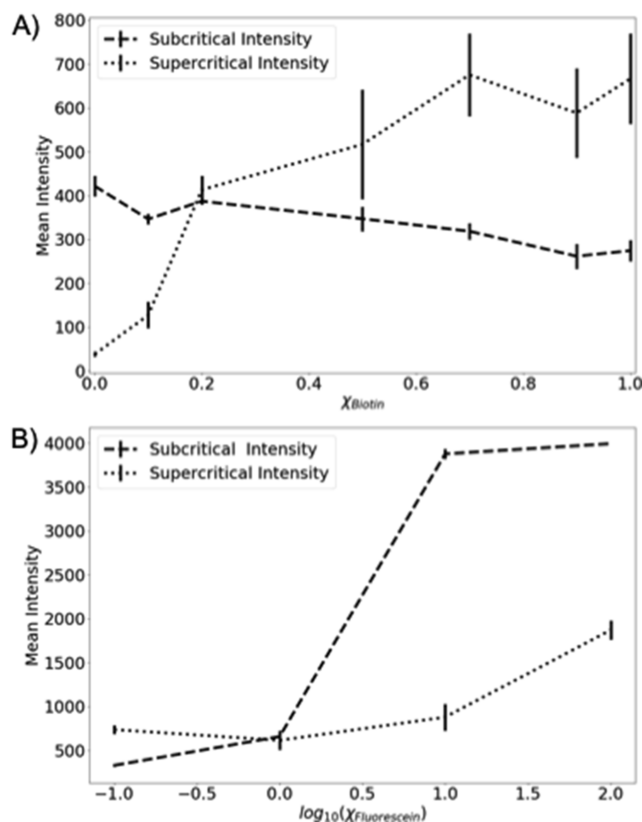 A)
Subcritical Intensity
Supercritical Intensity
Mean Intensity
800
700
600
500
400
300
200
100
0
0.0 0.2 0.4 0.6 0.8 1.0
χBiotin
B)
Subcritical Intensity
Supercritical Intensity
Mean Intensity
4000
3500
3000
2500
2000
1500
1000
500
−1.0 −0.5 0.0 0.5 1.0 1.5 2.0
log10(χFluorescein)